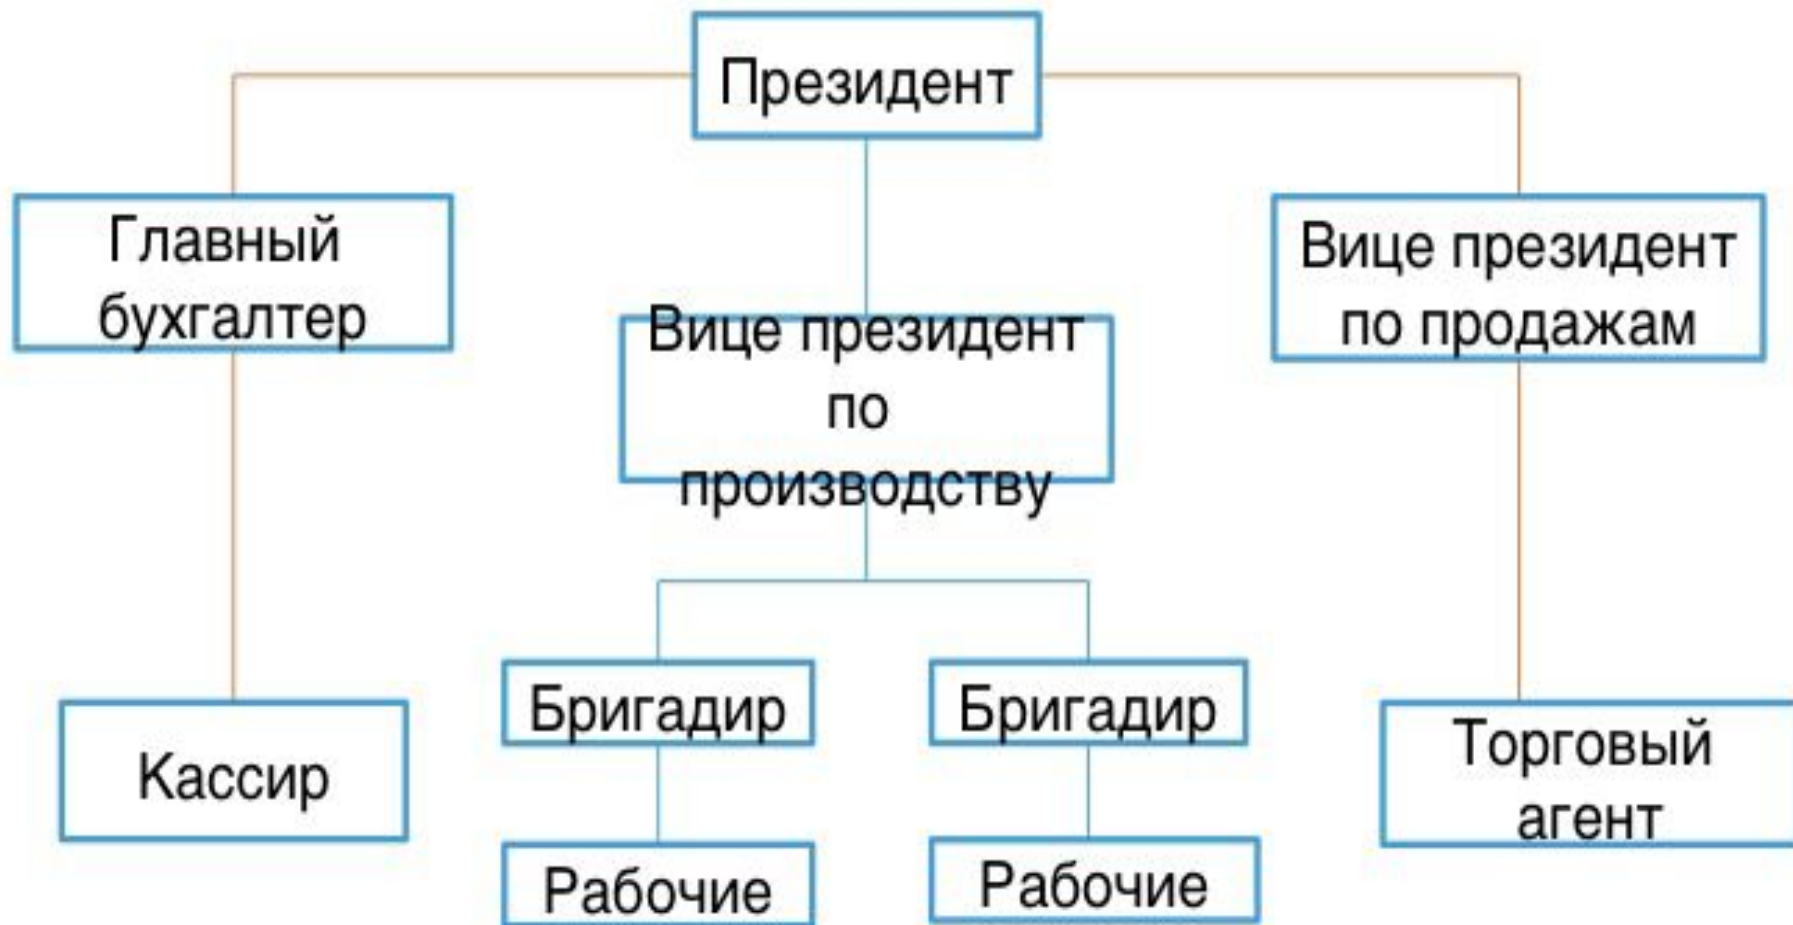 Президент
Главный
бухгалтер
Вице президент
по
производству
Вице президент
по продажам
Бригадир
Бригадир
Кассир
Торговый
агент
Рабочие
Рабочие